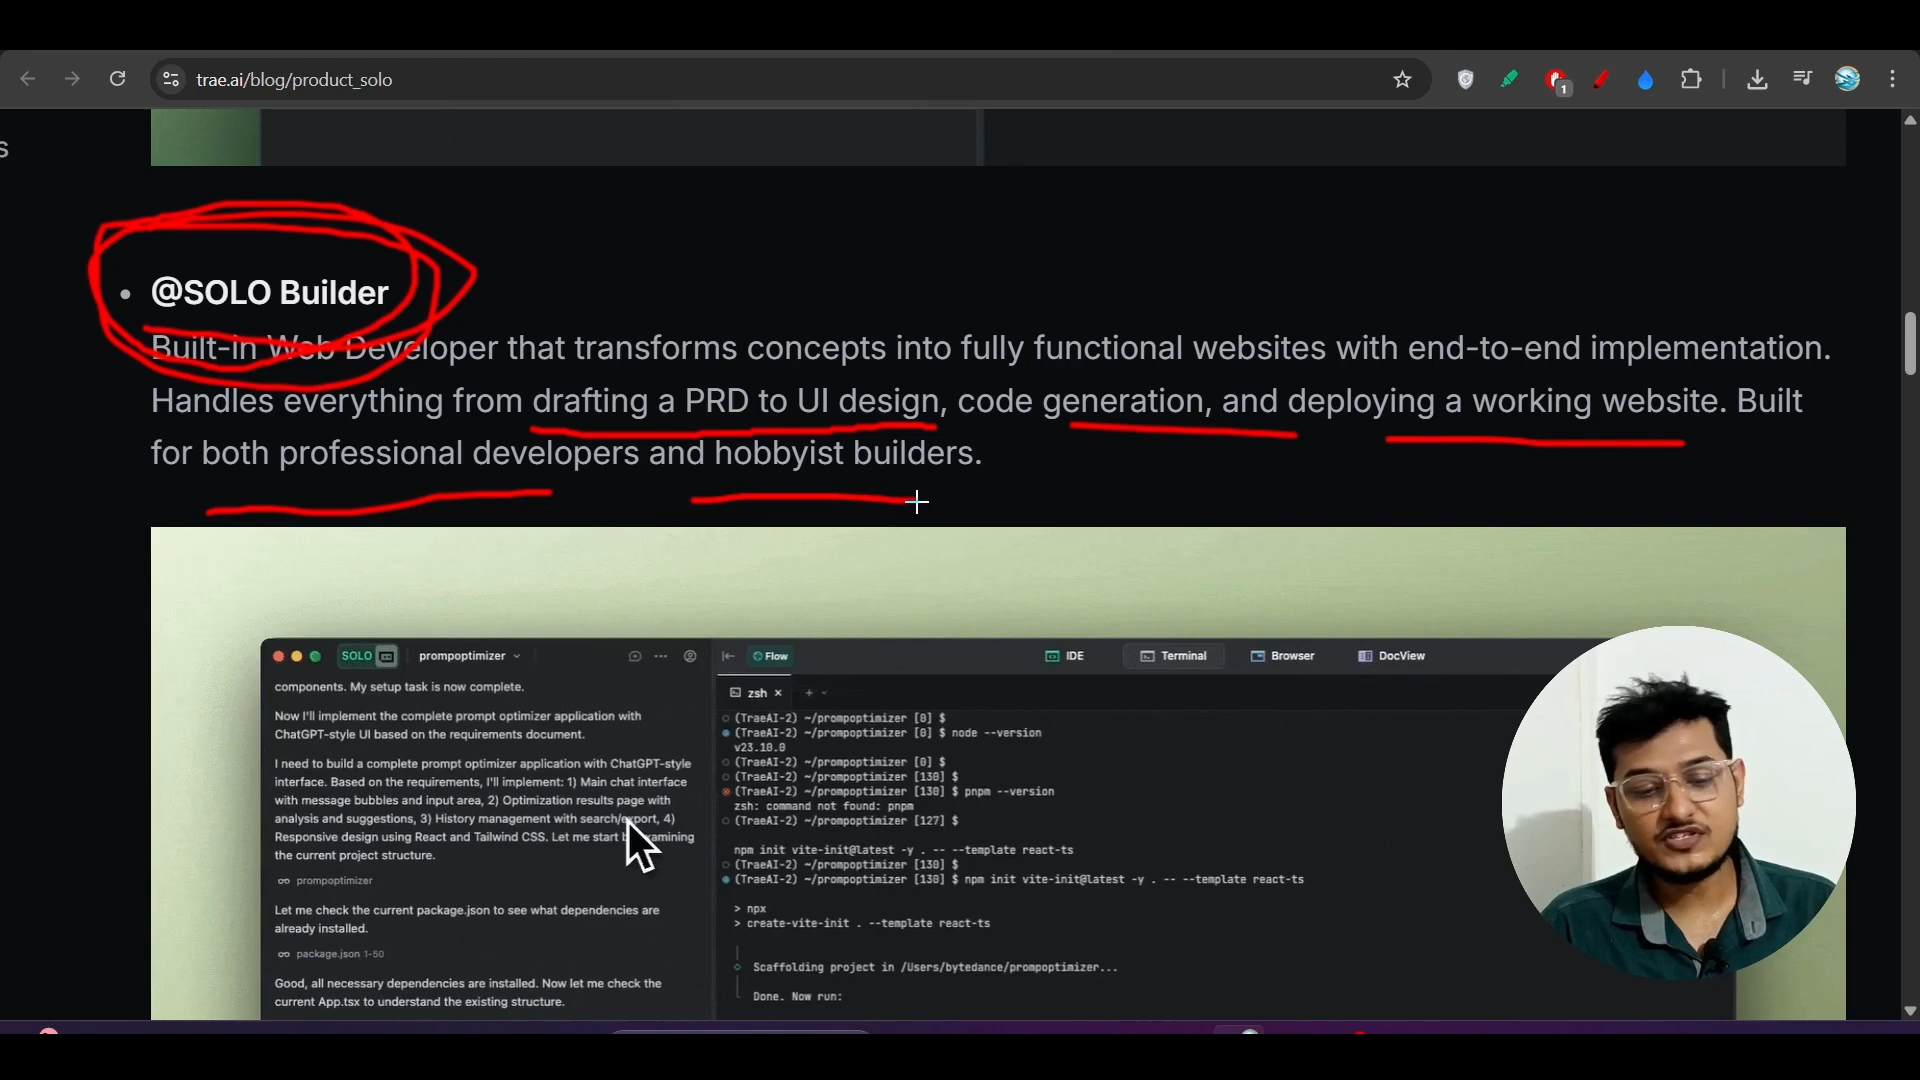 trae.ai/blog/product_solo
1
s
@SOLO Builder
Built-in Web Developer that transforms concepts into fully functional websites with end-to-end implementation.
Handles everything from drafting a PRD to UI design, code generation, and deploying a working website. Built
for both professional developers and hobbyist builders.
SOLO
prompoptimizer
Flow
IDE
Terminal
Browser
DocView
components. My setup task is now complete.
Now I'll implement the complete prompt optimizer application with
ChatGPT-style UI based on the requirements document.
I need to build a complete prompt optimizer application with ChatGPT-style
interface. Based on the requirements, I'll implement: 1) Main chat interface
with message bubbles and input area, 2) Optimization results page with
analysis and suggestions, 3) History management with search/export, 4)
Responsive design using React and Tailwind CSS. Let me start by examining
the current project structure.
prompoptimizer
Let me check the current package.json to see what dependencies are
already installed.
package.json 1-50
Good, all necessary dependencies are installed. Now let me check the
current App.tsx to understand the existing structure.
zsh
(TraeAI-2) ~/prompoptimizer [0] $
(TraeAI-2) ~/prompoptimizer [0] $ node --version
v23.10.0
(TraeAI-2) ~/prompoptimizer [0] $
(TraeAI-2) ~/prompoptimizer [130] $
(TraeAI-2) ~/prompoptimizer [130] $ pnpm --version
zsh: command not found: pnpm
(TraeAI-2) ~/prompoptimizer [127] $
npm init vite-init@latest -y . -- --template react-ts
(TraeAI-2) ~/prompoptimizer [130] $
(TraeAI-2) ~/prompoptimizer [130] $ npm init vite-init@latest -y . -- --template react-ts
> npx
> create-vite-init . --template react-ts
Scaffolding project in /Users/bytedance/prompoptimizer...
Done. Now run: